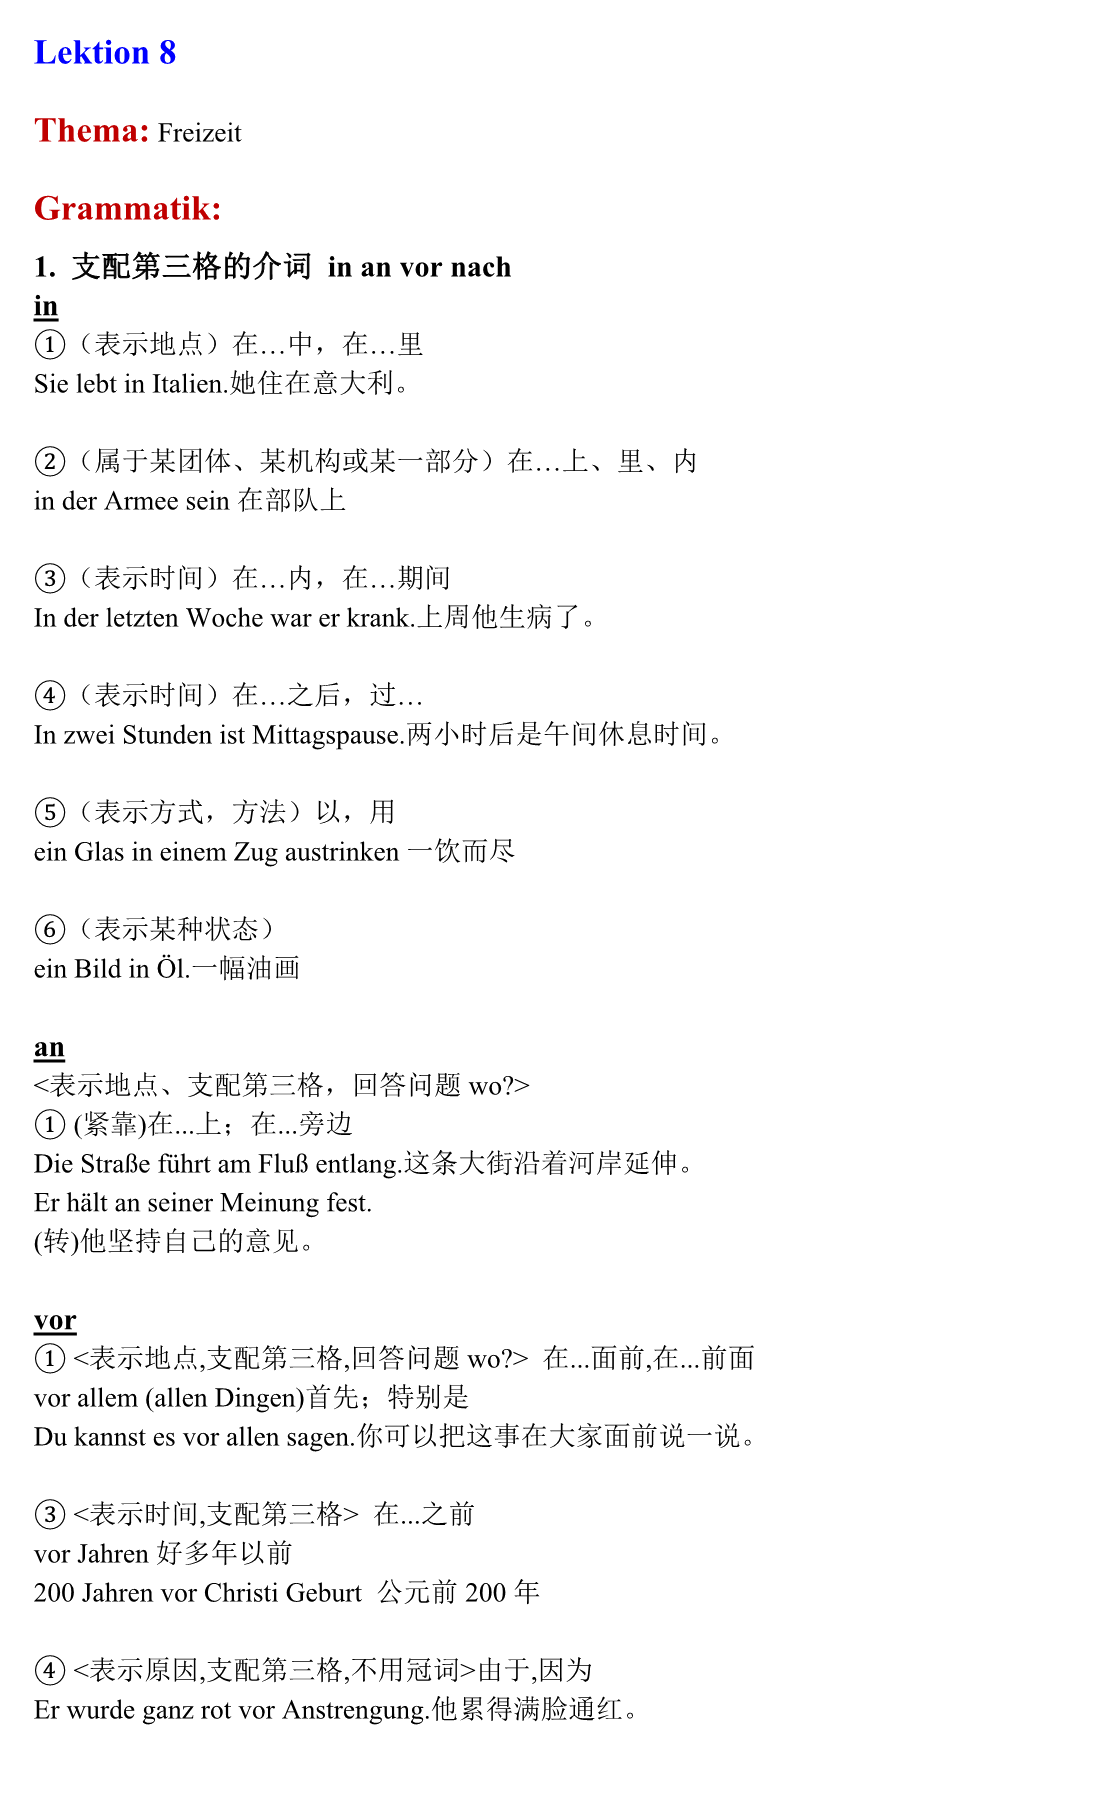 Lektion 8
Thema: Freizeit
Grammatik:
1. 支配第三格的介词 in an vor nach
in
①（表示地点）在…中，在…里
Sie lebt in Italien.她住在意大利。
②（属于某团体、某机构或某一部分）在…上、里、内
in der Armee sein 在部队上
③（表示时间）在…内，在…期间
In der letzten Woche war er krank.上周他生病了。
④（表示时间）在…之后，过…
In zwei Stunden ist Mittagspause.两小时后是午间休息时间。
⑤（表示方式，方法）以，用
ein Glas in einem Zug austrinken 一饮而尽
⑥（表示某种状态）
ein Bild in Öl.一幅油画
an
<表示地点、支配第三格，回答问题 wo?>
① (紧靠)在...上；在...旁边
Die Straße führt am Fluß entlang.这条大街沿着河岸延伸。
Er hält an seiner Meinung fest.
(转)他坚持自己的意见。
vor
① <表示地点,支配第三格,回答问题 wo?> 在...面前,在...前面
vor allem (allen Dingen)首先；特别是
Du kannst es vor allen sagen.你可以把这事在大家面前说一说。
③ <表示时间,支配第三格> 在...之前
vor Jahren 好多年以前
200 Jahren vor Christi Geburt 公元前 200 年
④ <表示原因,支配第三格,不用冠词>由于,因为
Er wurde ganz rot vor Anstrengung.他累得满脸通红。